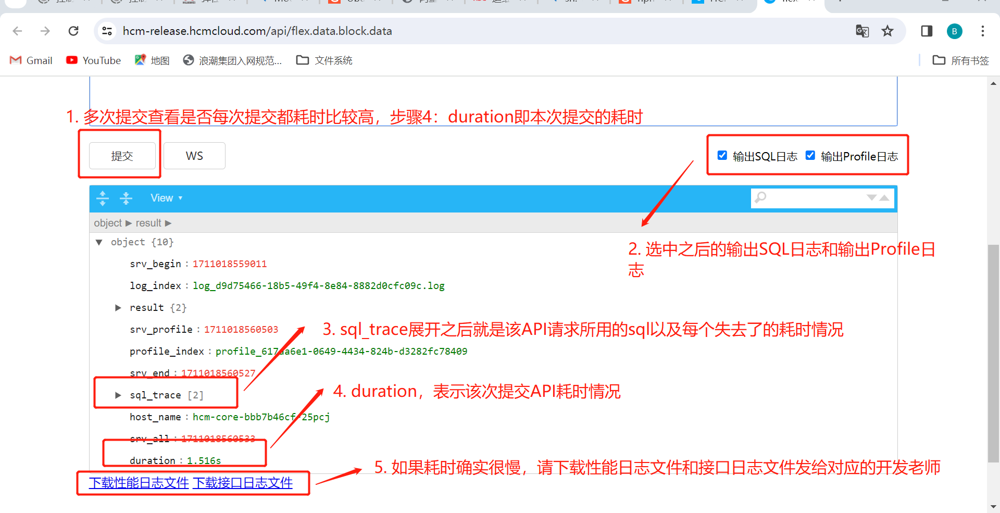 hcm-release.hcmcloud.com/api/flex.data.block.data
B
Gmail
YouTube
地图
浪潮集团入网规范...
文件系统
所有书签
1. 多次提交查看是否每次提交都耗时比较高，步骤4：duration即本次提交的耗时
提交
WS
输出SQL日志
输出Profile日志
View
object ► result ►
object {10}
2. 选中之后的输出SQL日志和输出Profile日
志
srv_begin : 1711018559011
log_index : log_d9d75466-18b5-49f4-8e84-8882d0cfc09c.log
result {2}
srv_profile : 1711018560503
3. sql_trace展开之后就是该API请求所用的sql以及每个失去了的耗时情况
profile_index : profile_617aa6e1-0649-4434-824b-d3282fc78409
srv_end : 1711018560527
sql_trace [2]
4. duration，表示该次提交API耗时情况
host_name : hcm-core-bbb7b46cf-25pcj
srv_all : 1711018560533
duration : 1.516s
5. 如果耗时确实很慢，请下载性能日志文件和接口日志文件发给对应的开发老师
下载性能日志文件 下载接口日志文件